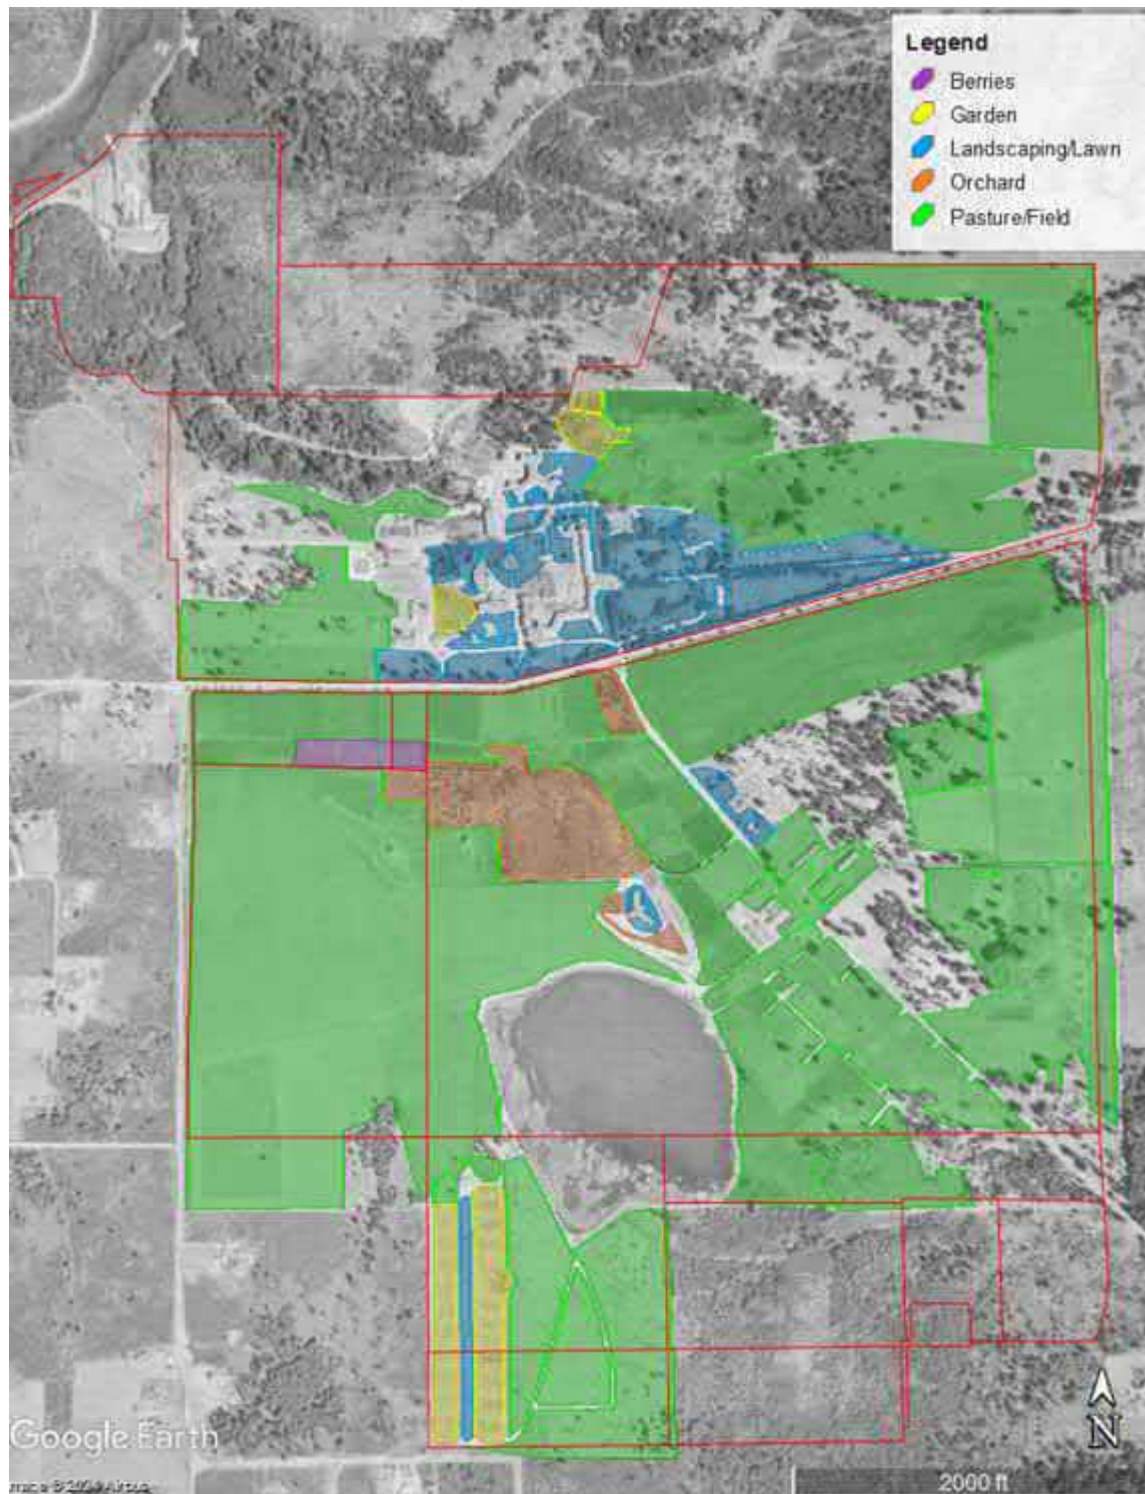 Legend
Berries
Garden
Landscaping/Lawn
Orchard
Pasture/Field
Google Earth
N
2000 ft